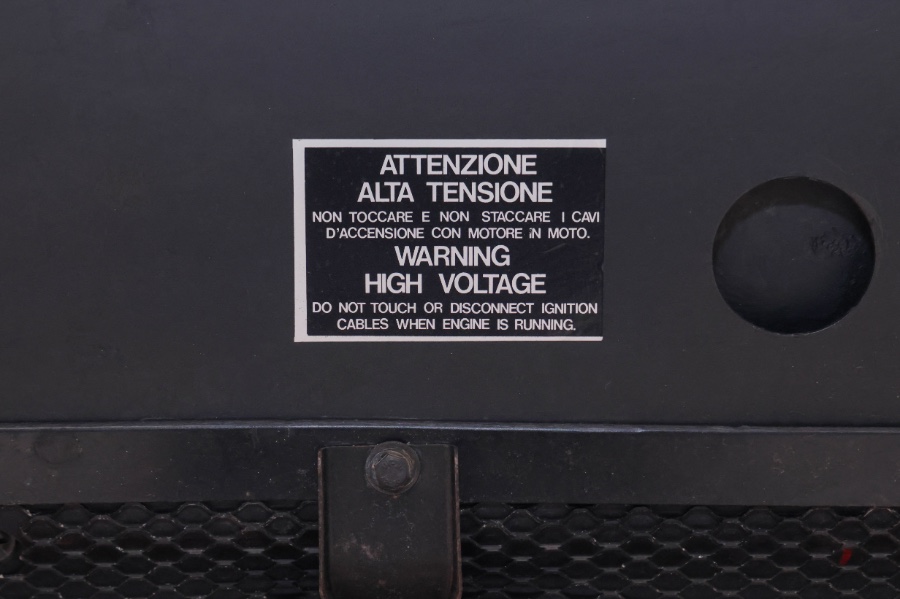 ATTENZIONE
ALTA TENSIONE
NON TOCCARE E NON STACCARE I CAVI
D'ACCENSIONE CON MOTORE IN MOTO.
WARNING
HIGH VOLTAGE
DO NOT TOUCH OR DISCONNECT IGNITION
CABLES WHEN ENGINE IS RUNNING.